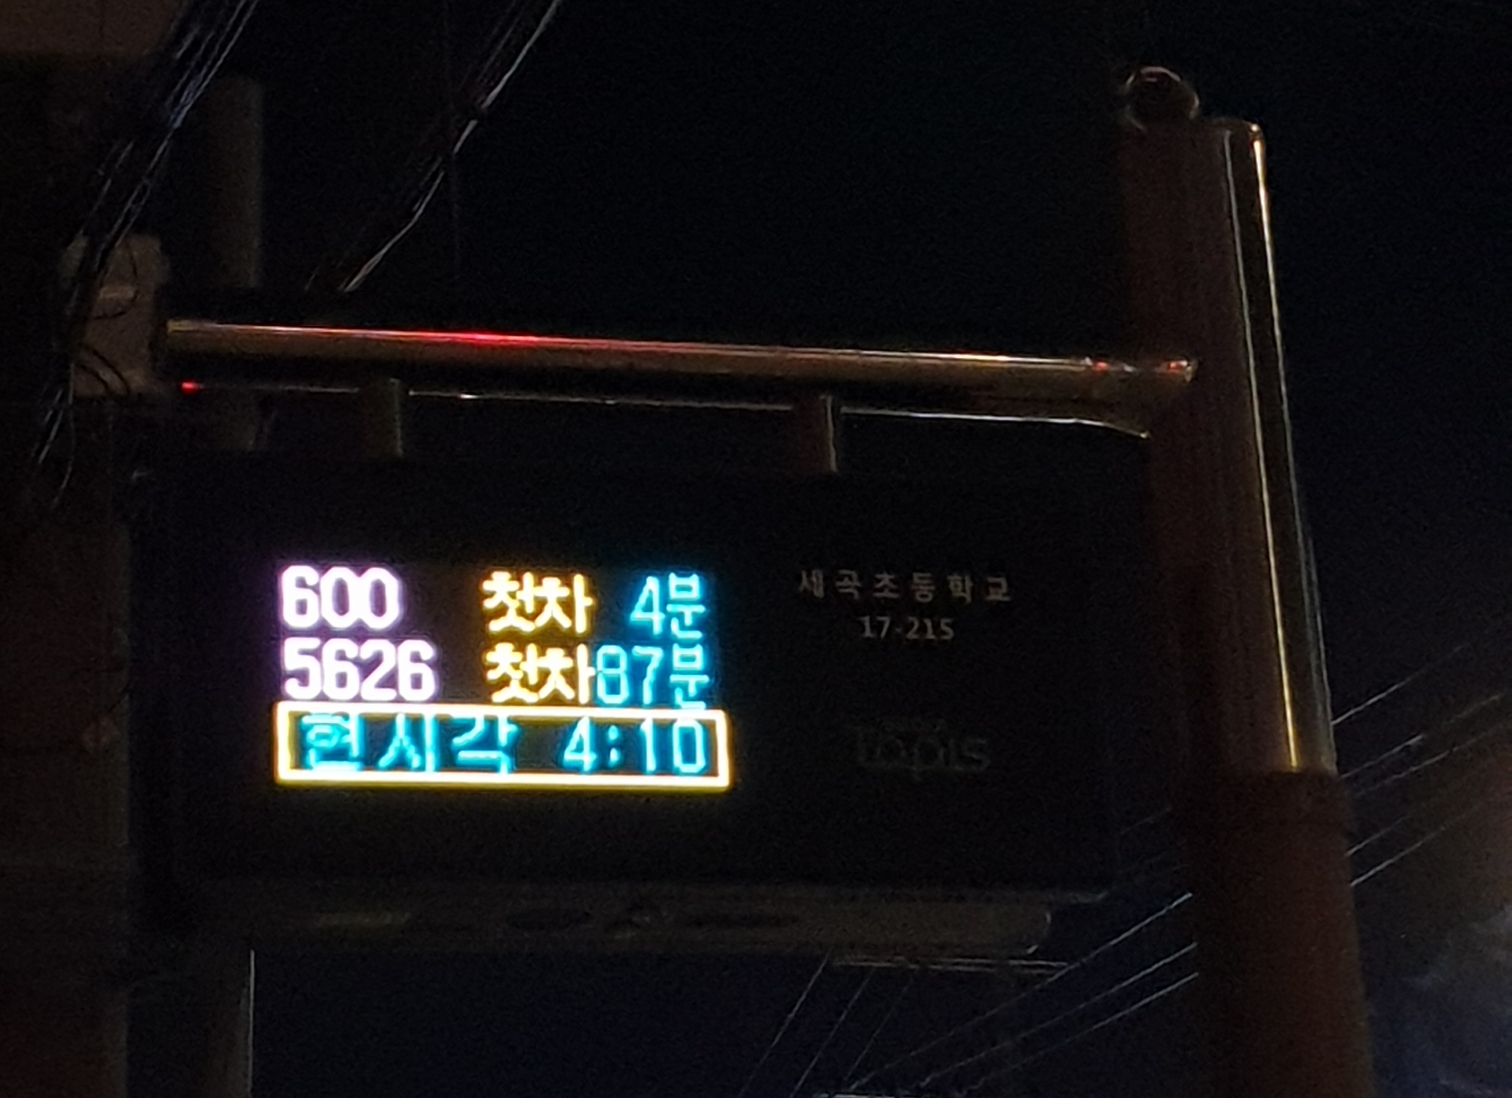 600 첫차 4분
5626 첫차87분
현시각 4:10
세곡초등학교
17-215
topis